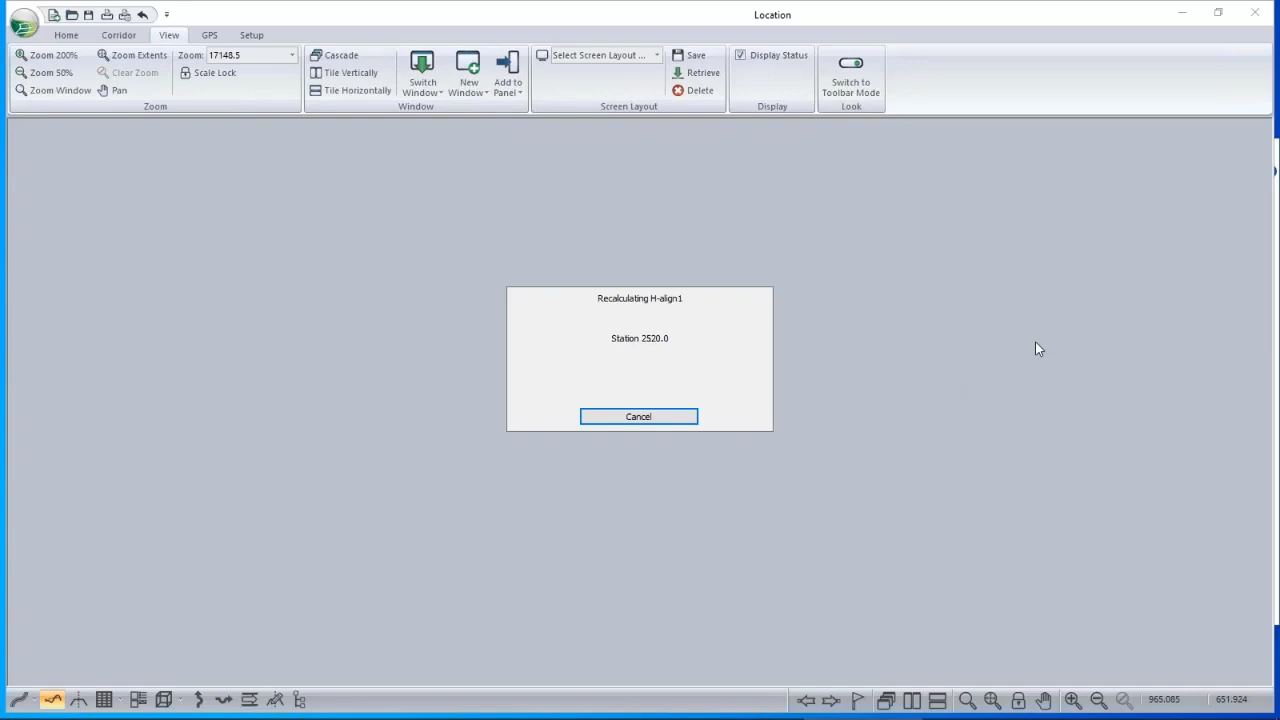 Location
Home Corridor View GPS Setup
Zoom 200% Zoom Extents Zoom: 17148.5
Zoom 50% Clear Zoom Scale Lock
Zoom Window Pan
Zoom
Cascade
Tile Vertically
Tile Horizontally
Switch Window
New Window
Add to Panel
Window
Select Screen Layout ... Save
Retrieve
Delete
Screen Layout
Display Status
Display
Switch to
Toolbar Mode
Look
Recalculating H-align1
Station 2520.0
Cancel
965.085 651.924